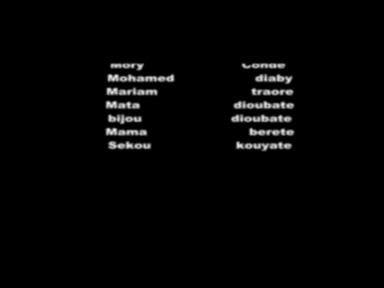 Mory Conde
Mohamed diaby
Mariam traore
Mata dioubate
bijou dioubate
Mama berete
Sekou kouyate